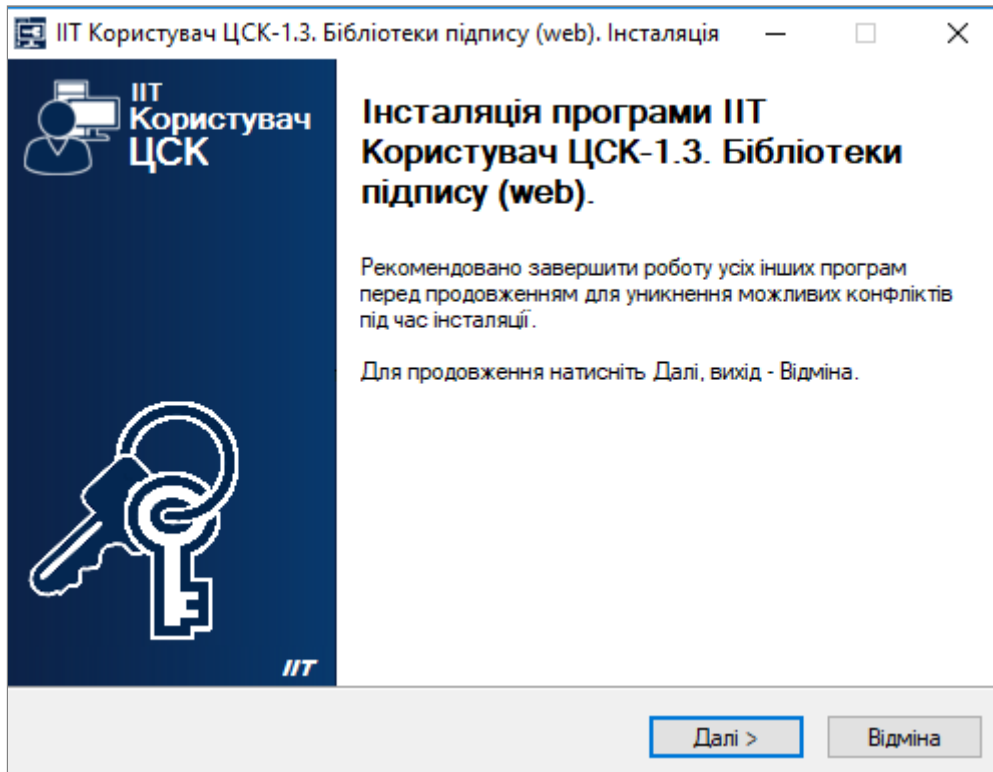 ІІТ Користувач ЦСК-1.3. Бібліотеки підпису (web). Інсталяція
ІІТ
Користувач
ЦСК
Інсталяція програми ІІТ
Користувач ЦСК-1.3. Бібліотеки
підпису (web).
Рекомендовано завершити роботу усіх інших програм
перед продовженням для уникнення можливих конфліктів
під час інсталяції.
Для продовження натисніть Далі, вихід - Відміна.
ІІТ
Далі >
Відміна